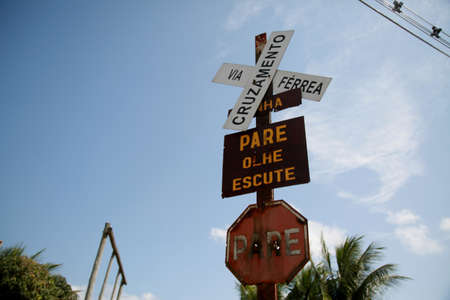 CRUZAMENTO
VIA FÉRREA
PARE
OLHE
ESCUTE
PARE